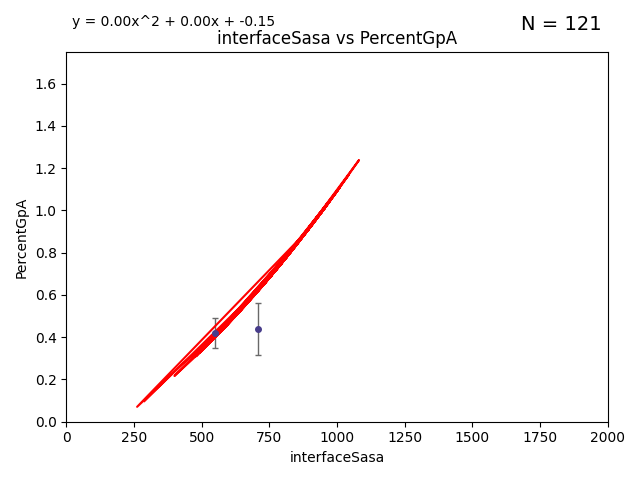 y = 0.00x^2 + 0.00x + -0.15
N = 121
interfaceSasa vs PercentGpA
PercentGpA
1.6
1.4
1.2
1.0
0.8
0.6
0.4
0.2
0.0
0 250 500 750 1000 1250 1500 1750 2000
interfaceSasa